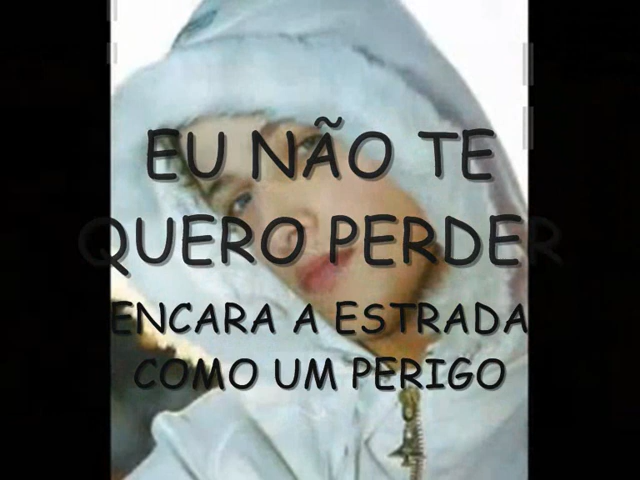 EU NÃO TE
QUERO PERDER
ENCARA A ESTRADA
COMO UM PERIGO